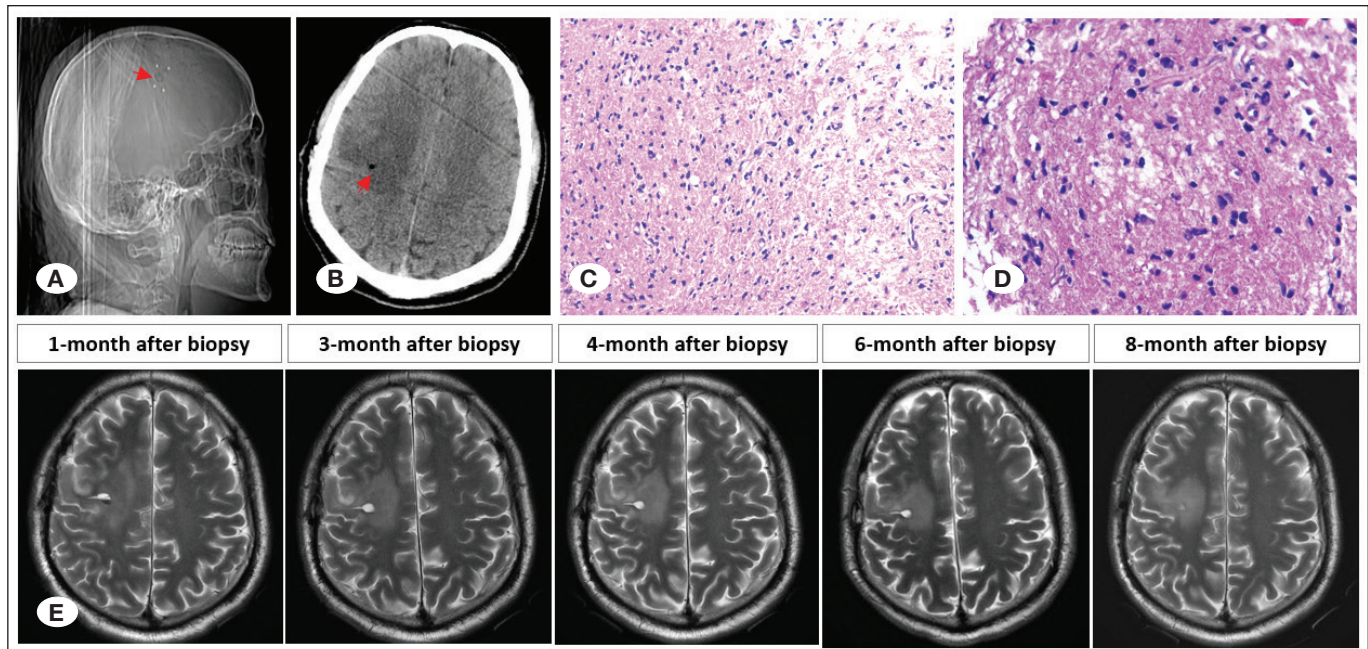 A
B
C
D
1-month after biopsy
3-month after biopsy
4-month after biopsy
6-month after biopsy
8-month after biopsy
E